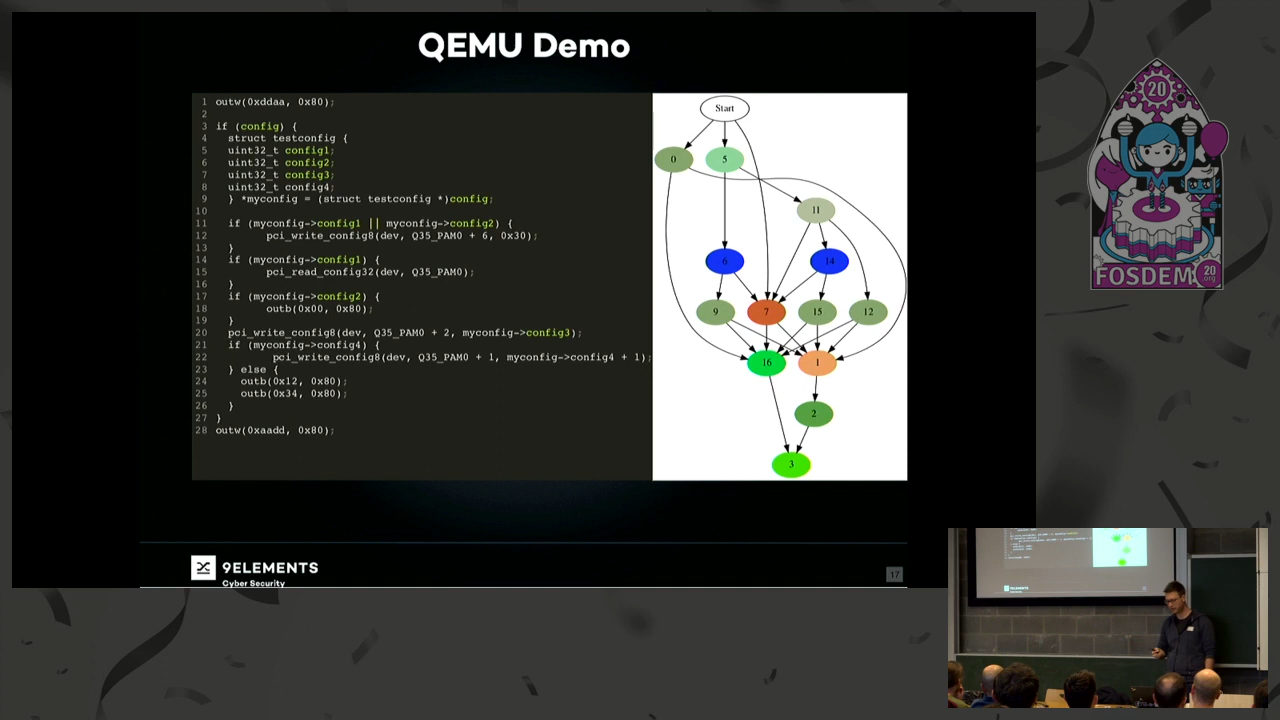 QEMU Demo
1 outw(0xddaa, 0x80);
2
3 if (config) {
4 struct testconfig {
5 uint32_t config1;
6 uint32_t config2;
7 uint32_t config3;
8 uint32_t config4;
9 } *myconfig = (struct testconfig *)config;
10
11 if (myconfig->config1 || myconfig->config2) {
12 pci_write_config8(dev, Q35_PAM0 + 6, 0x30);
13 }
14 if (myconfig->config1) {
15 pci_read_config32(dev, Q35_PAM0);
16 }
17 if (myconfig->config2) {
18 outb(0x00, 0x80);
19 }
20 pci_write_config8(dev, Q35_PAM0 + 2, myconfig->config3);
21 if (myconfig->config4) {
22 pci_write_config8(dev, Q35_PAM0 + 1, myconfig->config4 + 1);
23 } else {
24 outb(0x12, 0x80);
25 outb(0x34, 0x80);
26 }
27 }
28 outw(0xaadd, 0x80);
Start
0 5
11
6 14
9 7 15 12
16 1
2
3
9ELEMENTS
Cyber Security
17
20
FOSDEM
20
.org
9ELEMENTS